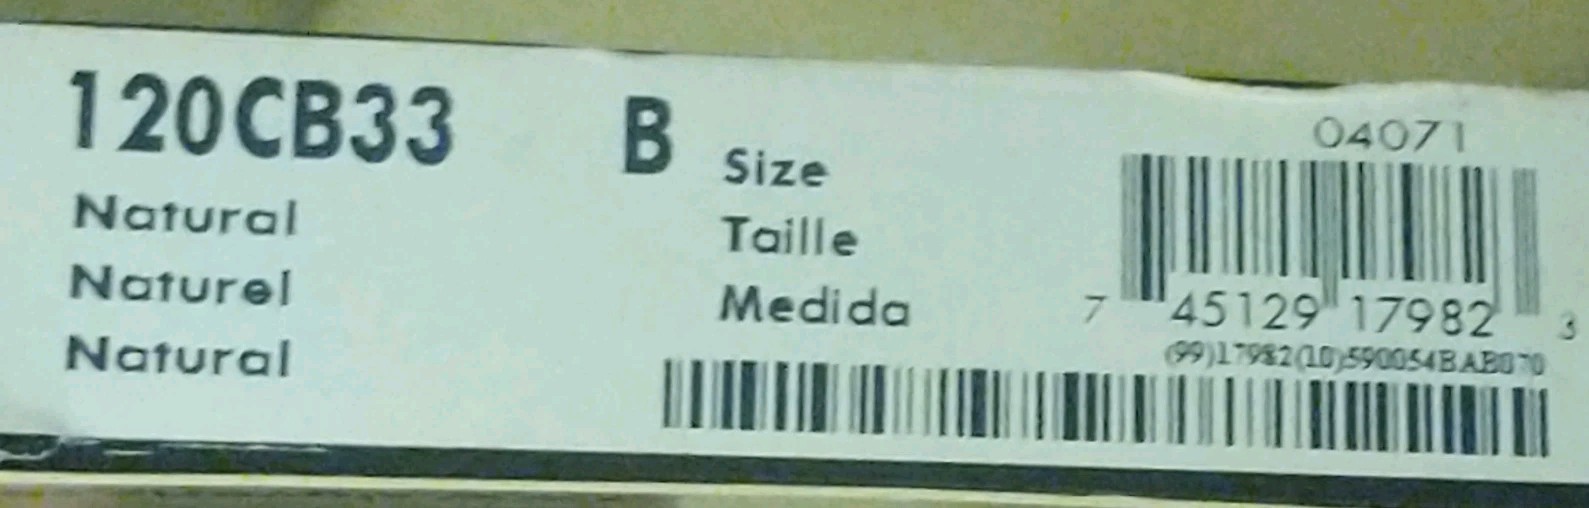 120CB33
Natural
Naturel
Natural
B
Size
Taille
Medida
04071
7 45129 17982 3
(99)17982(10)590054BAB070